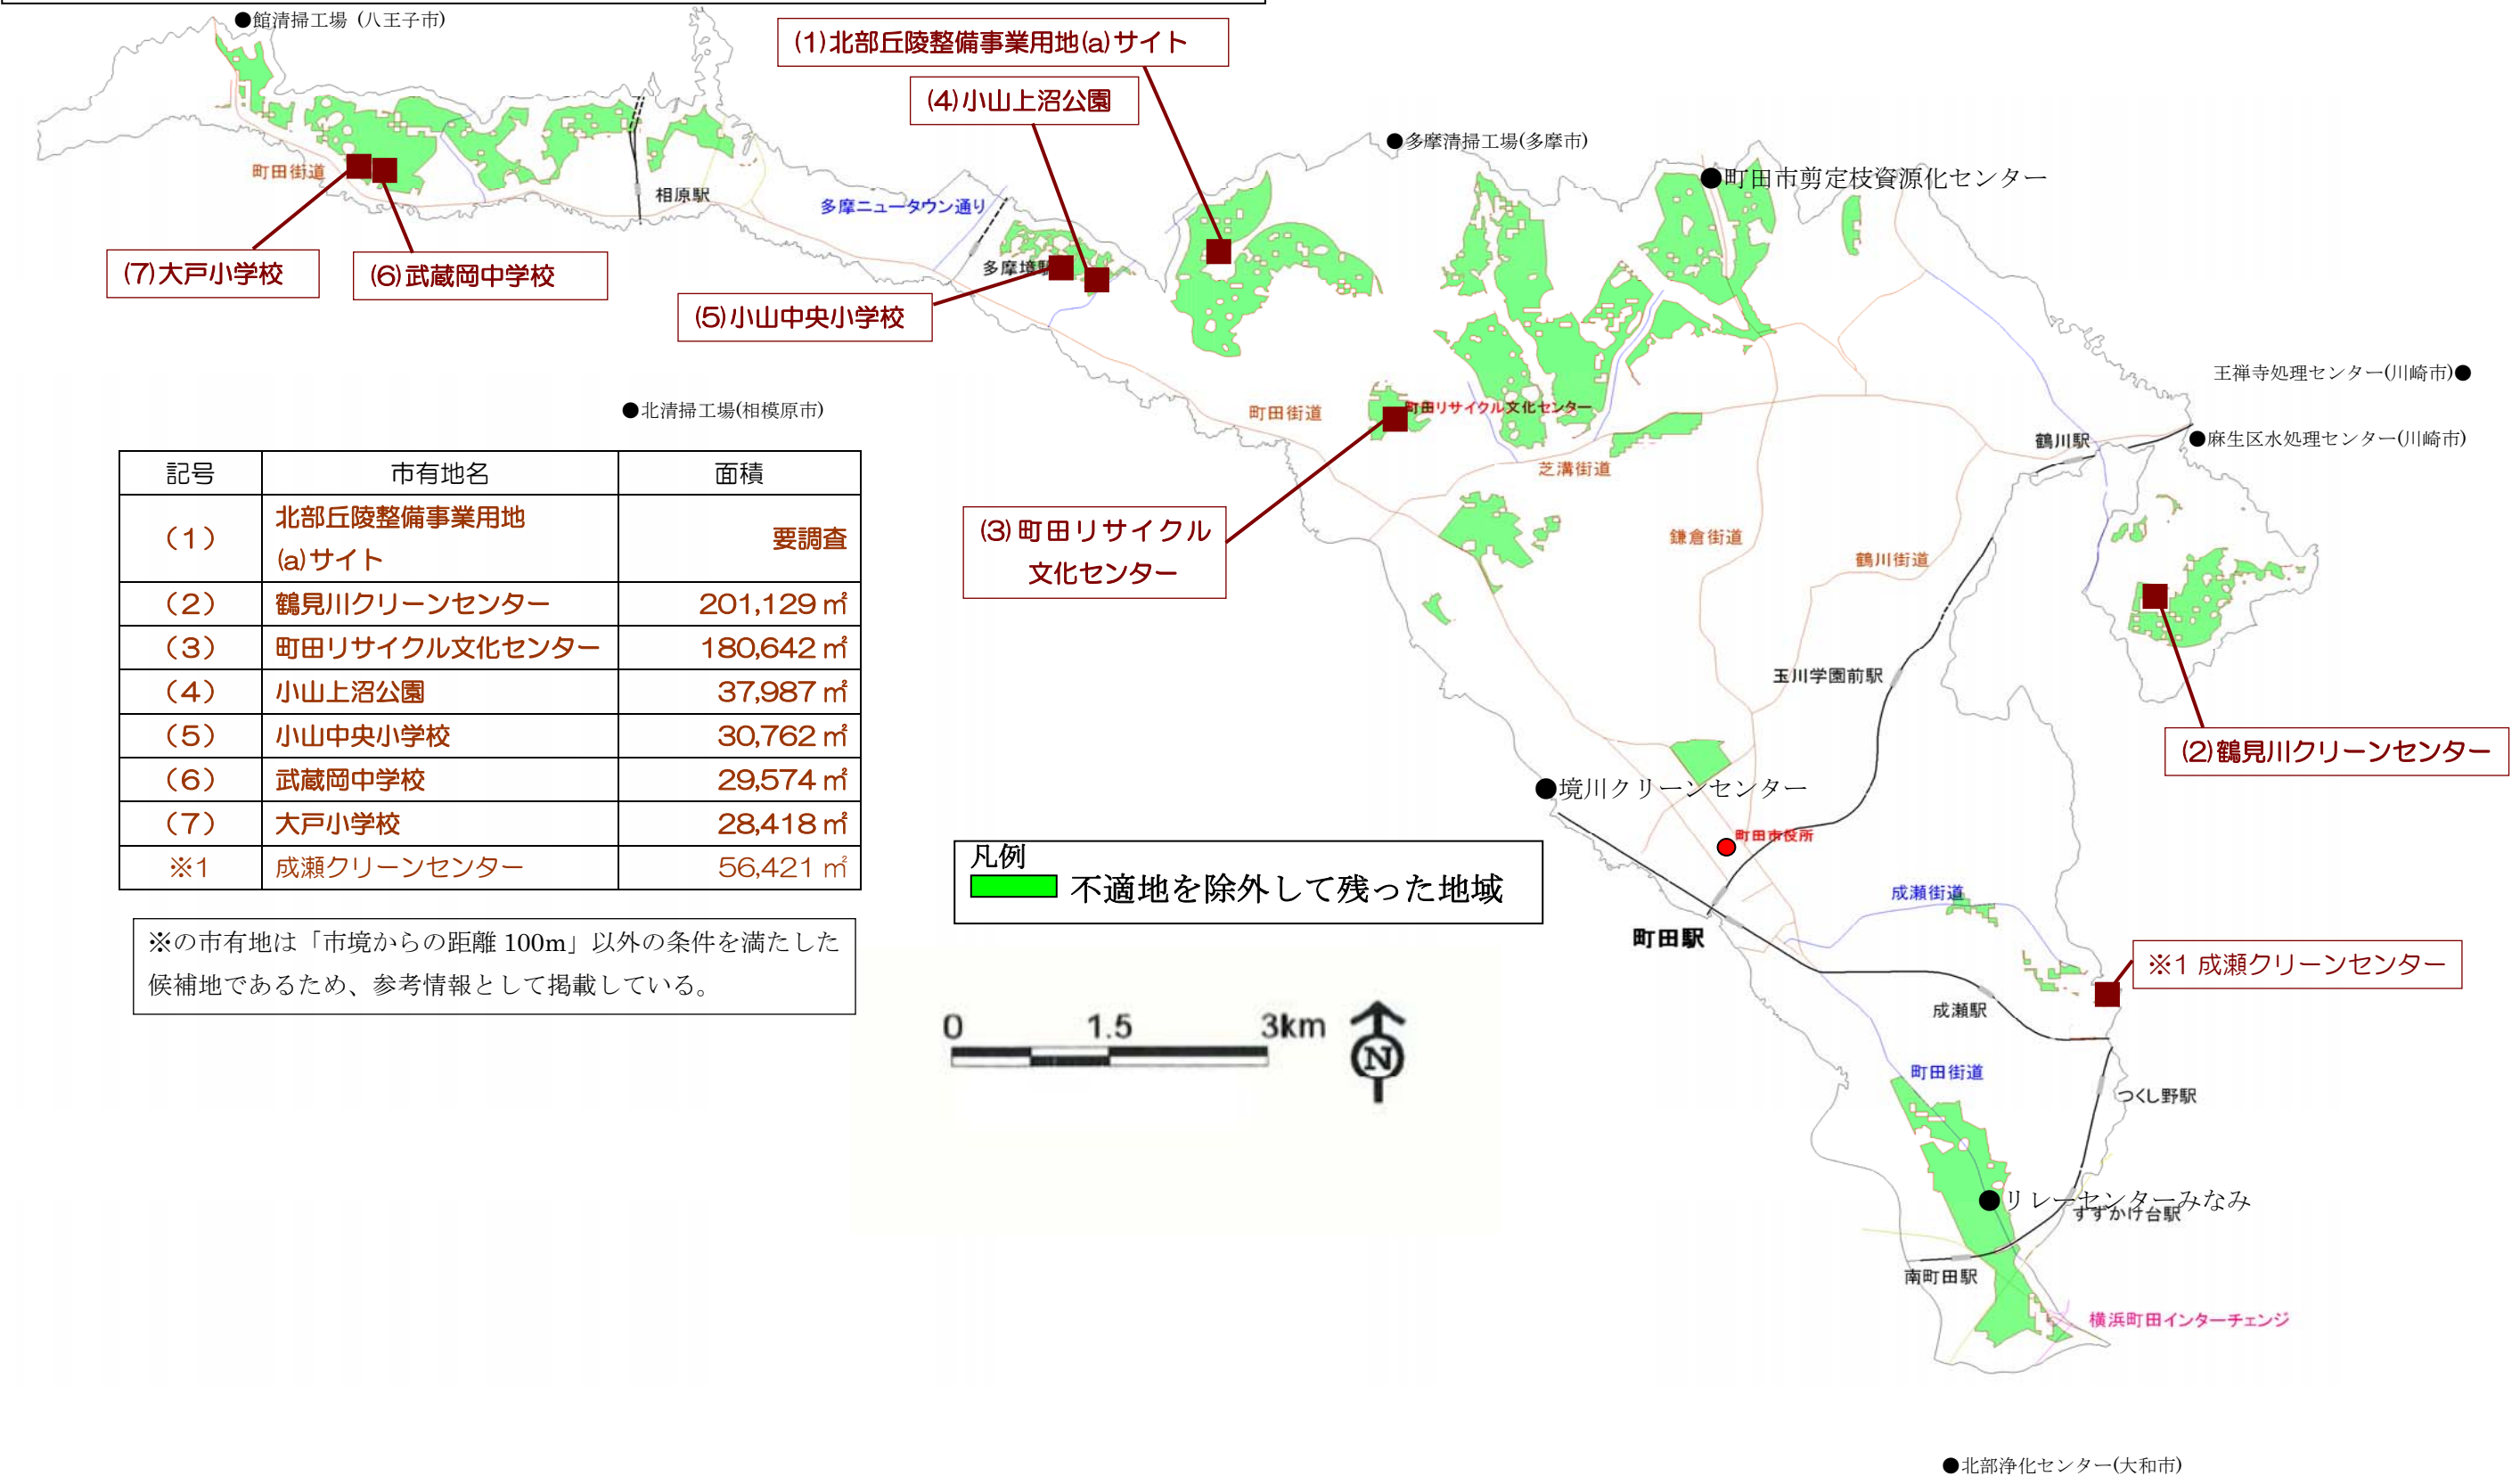 ●館清掃工場 (八王子市)
(1)北部丘陵整備事業用地(a)サイト
(4)小山上沼公園
●多摩清掃工場(多摩市)
●町田市剪定枝資源化センター
町田街道
相原駅
多摩ニュータウン通り
(7)大戸小学校
(6)武蔵岡中学校
多摩境駅
(5)小山中央小学校
王禅寺処理センター(川崎市)●
●北清掃工場(相模原市)
町田街道
町田リサイクル文化センター
鶴川駅
●麻生区水処理センター(川崎市)
芝溝街道
(3)町田リサイクル
文化センター
鎌倉街道
鶴川街道
記号 市有地名 面積
(1) 北部丘陵整備事業用地
(a)サイト 要調査
(2) 鶴見川クリーンセンター 201,129㎡
(3) 町田リサイクル文化センター 180,642㎡
(4) 小山上沼公園 37,987㎡
(5) 小山中央小学校 30,762㎡
(6) 武蔵岡中学校 29,574㎡
(7) 大戸小学校 28,418㎡
※1 成瀬クリーンセンター 56,421㎡
玉川学園前駅
(2)鶴見川クリーンセンター
●境川クリーンセンター
町田市役所
凡例
不適地を除外して残った地域
成瀬街道
町田駅
※の市有地は「市境からの距離 100m」以外の条件を満たした
候補地であるため、参考情報として掲載している。
※1 成瀬クリーンセンター
成瀬駅
0 1.5 3km
N
町田街道
つくし野駅
●リレーセンターみなみ
すずかけ台駅
南町田駅
横浜町田インターチェンジ
●北部浄化センター(大和市)